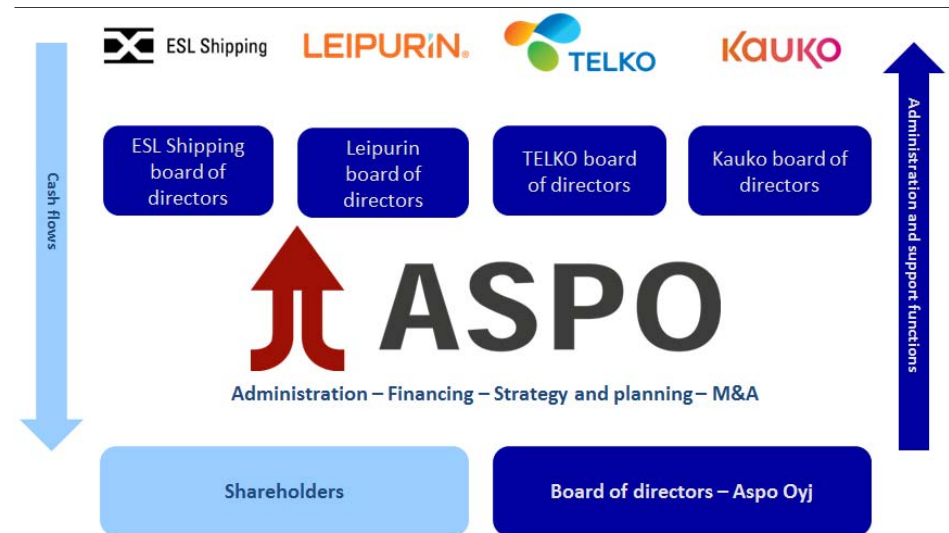 ESL Shipping
LEIPURIN®
TELKO
KAUKO
Cash flows
ESL Shipping
board of
directors
Leipurin
board of
directors
TELKO board
of directors
Kauko board of
directors
Administration and support functions
ASPO
Administration – Financing – Strategy and planning – M&A
Shareholders
Board of directors – Aspo Oyj